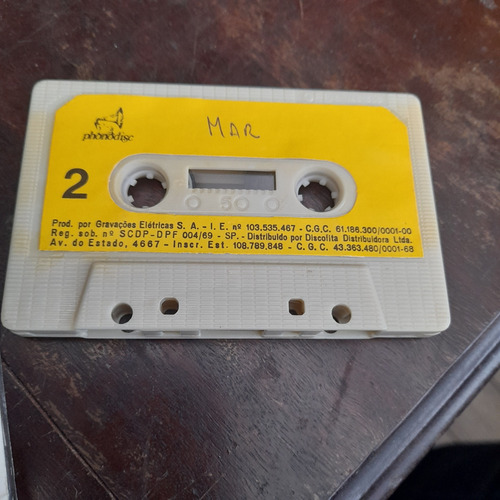 phonodisc
MAR
2
0 50 0
Prod. por Gravações Elétricas S. A. - I. E. nº 103.535.467 - C.G.C. 61.186.300/0001-00
Reg. sob. nº SCDP-DPF 004/69 - SP. - Distribuído por Discolita Distribuidora Ltda.
Av. do Estado, 4667 - Inscr. Est. 108.789,848 - C. G. C. 43.363.480/0001-68